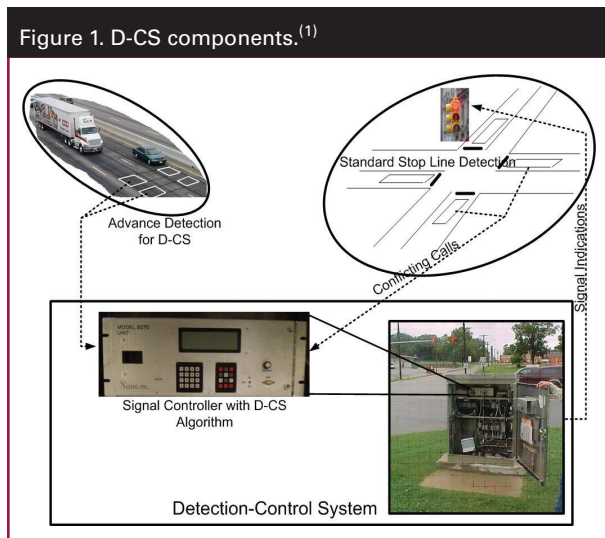 Figure 1. D-CS components.(1)
Standard Stop Line Detection
Advance Detection
for D-CS
Conflicting Calls
Signal Indications
MODEL 2070
UNIT
Signal Controller with D-CS
Algorithm
Detection-Control System